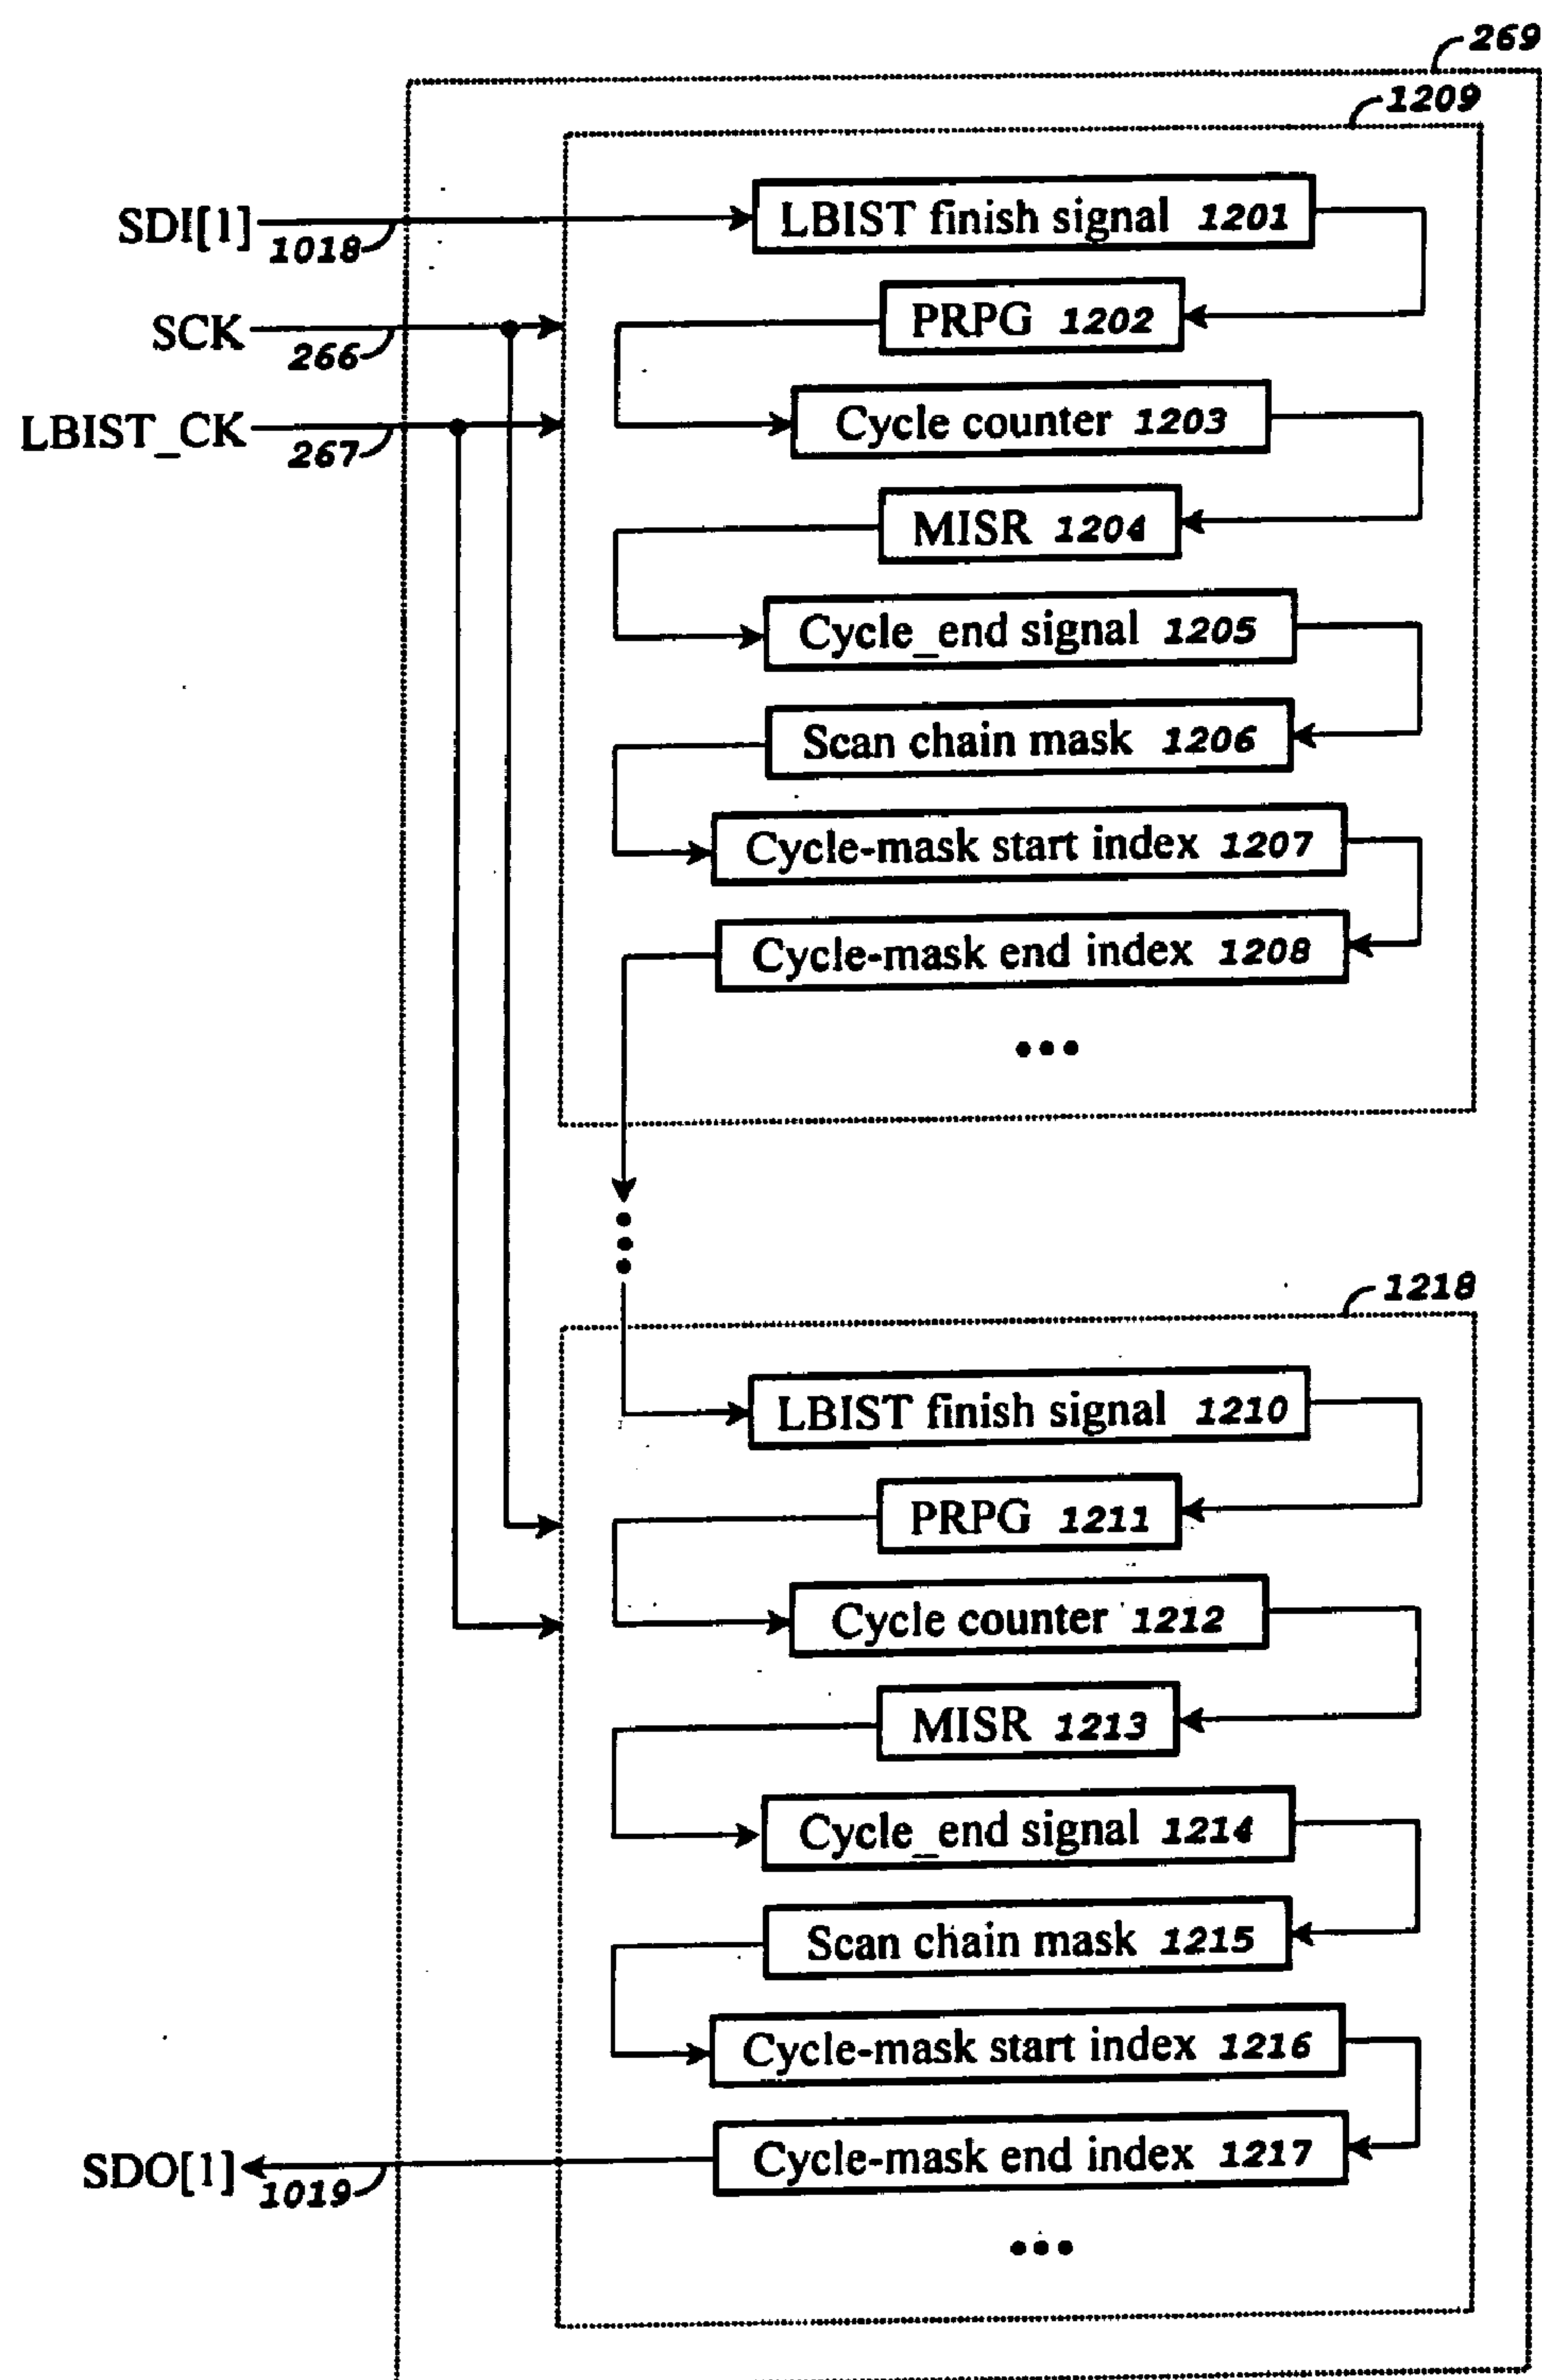 269
1209
SDI[1]
1018
LBIST finish signal 1201
PRPG 1202
SCK
266
LBIST_CK
267
Cycle counter 1203
MISR 1204
Cycle_end signal 1205
Scan chain mask 1206
Cycle-mask start index 1207
Cycle-mask end index 1208
•••
1218
LBIST finish signal 1210
PRPG 1211
Cycle counter 1212
MISR 1213
Cycle_end signal 1214
Scan chain mask 1215
Cycle-mask start index 1216
Cycle-mask end index 1217
SDO[1]
1019
•••